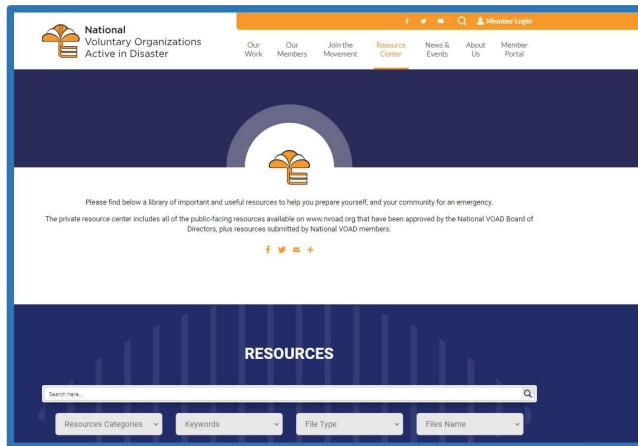 National
Voluntary Organizations
Active in Disaster
Member Login
Our Work
Our Members
Join the Movement
Resource Center
News & Events
About Us
Member Portal
Please find below a library of important and useful resources to help you prepare yourself, and your community for an emergency.
The private resource center includes all of the public-facing resources available on www.nvoad.org that have been approved by the National VOAD Board of
Directors, plus resources submitted by National VOAD members.
RESOURCES
Search here...
Resources Categories
Keywords
File Type
Files Name